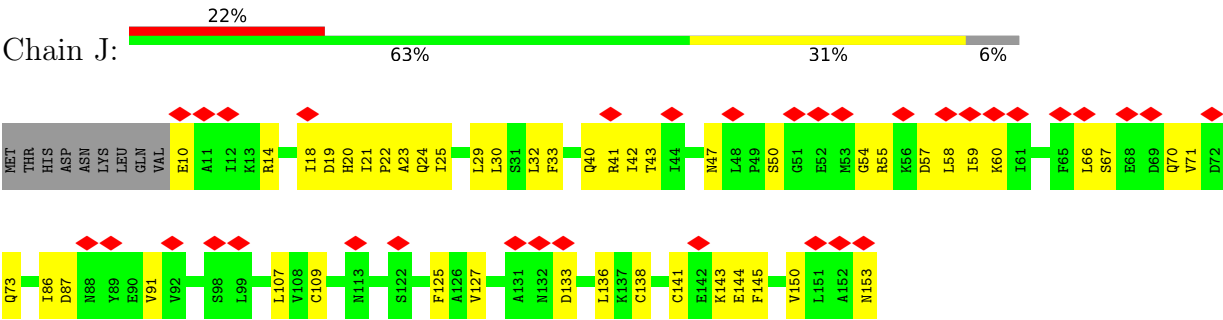 22%
Chain J:
63% 31% 6%
MET THR HIS ASP ASN LYS LEU GLN VAL E10 A11 I12 K13 R14 I18 D19 H20 I21 P22 A23 Q24 I25 L29 L30 S31 L32 F33 Q40 R41 I42 T43 I44 N47 L48 P49 S50 G51 E52 M53 G54 R55 K56 D57 L58 I59 K60 I61 F65 L66 S67 E68 D69 Q70 V71 D72
Q73 I86 D87 N88 Y89 E90 V91 V92 S98 L99 L107 V108 C109 N113 S122 F125 A126 V127 A131 N132 D133 L136 K137 C138 C141 E142 K143 E144 F145 V150 L151 A152 N153